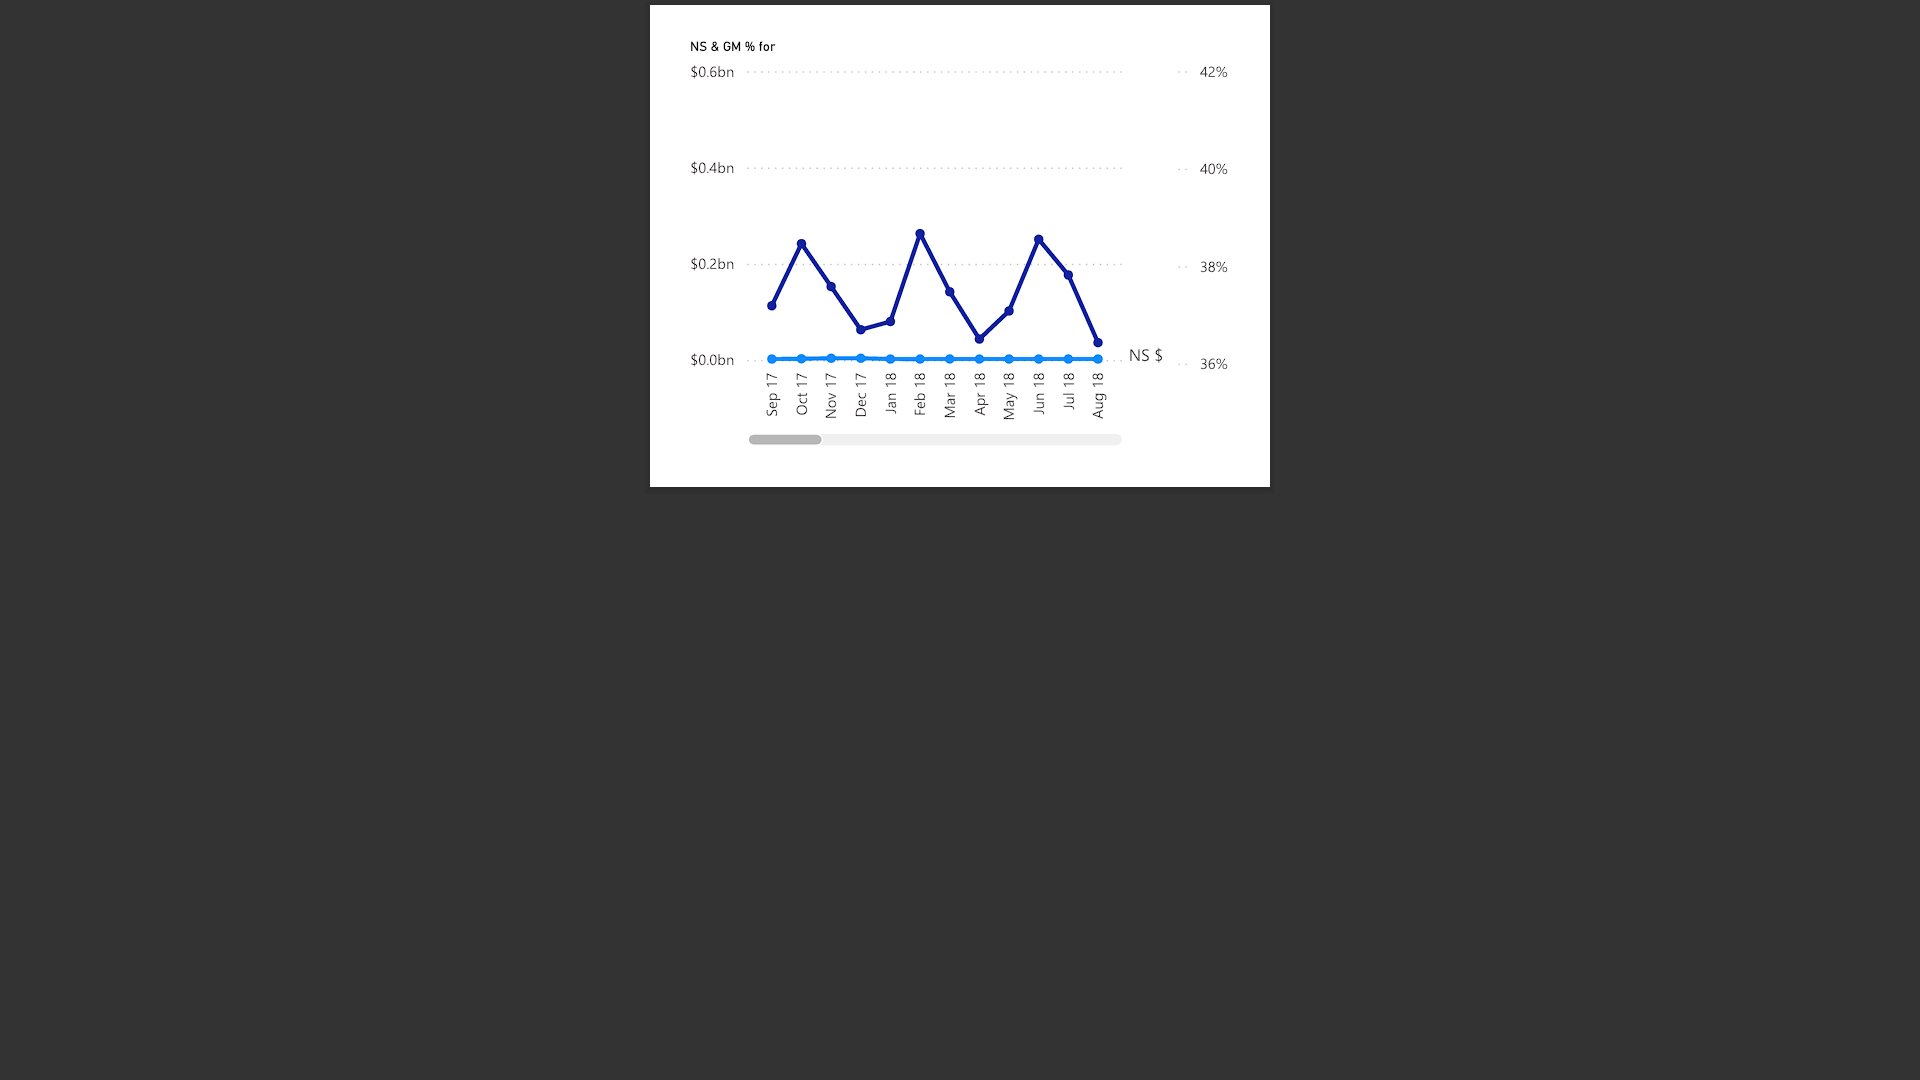 NS & GM % for
$0.6bn
42%
$0.4bn
40%
$0.2bn
38%
$0.0bn
NS $
36%
Sep 17
Oct 17
Nov 17
Dec 17
Jan 18
Feb 18
Mar 18
Apr 18
May 18
Jun 18
Jul 18
Aug 18